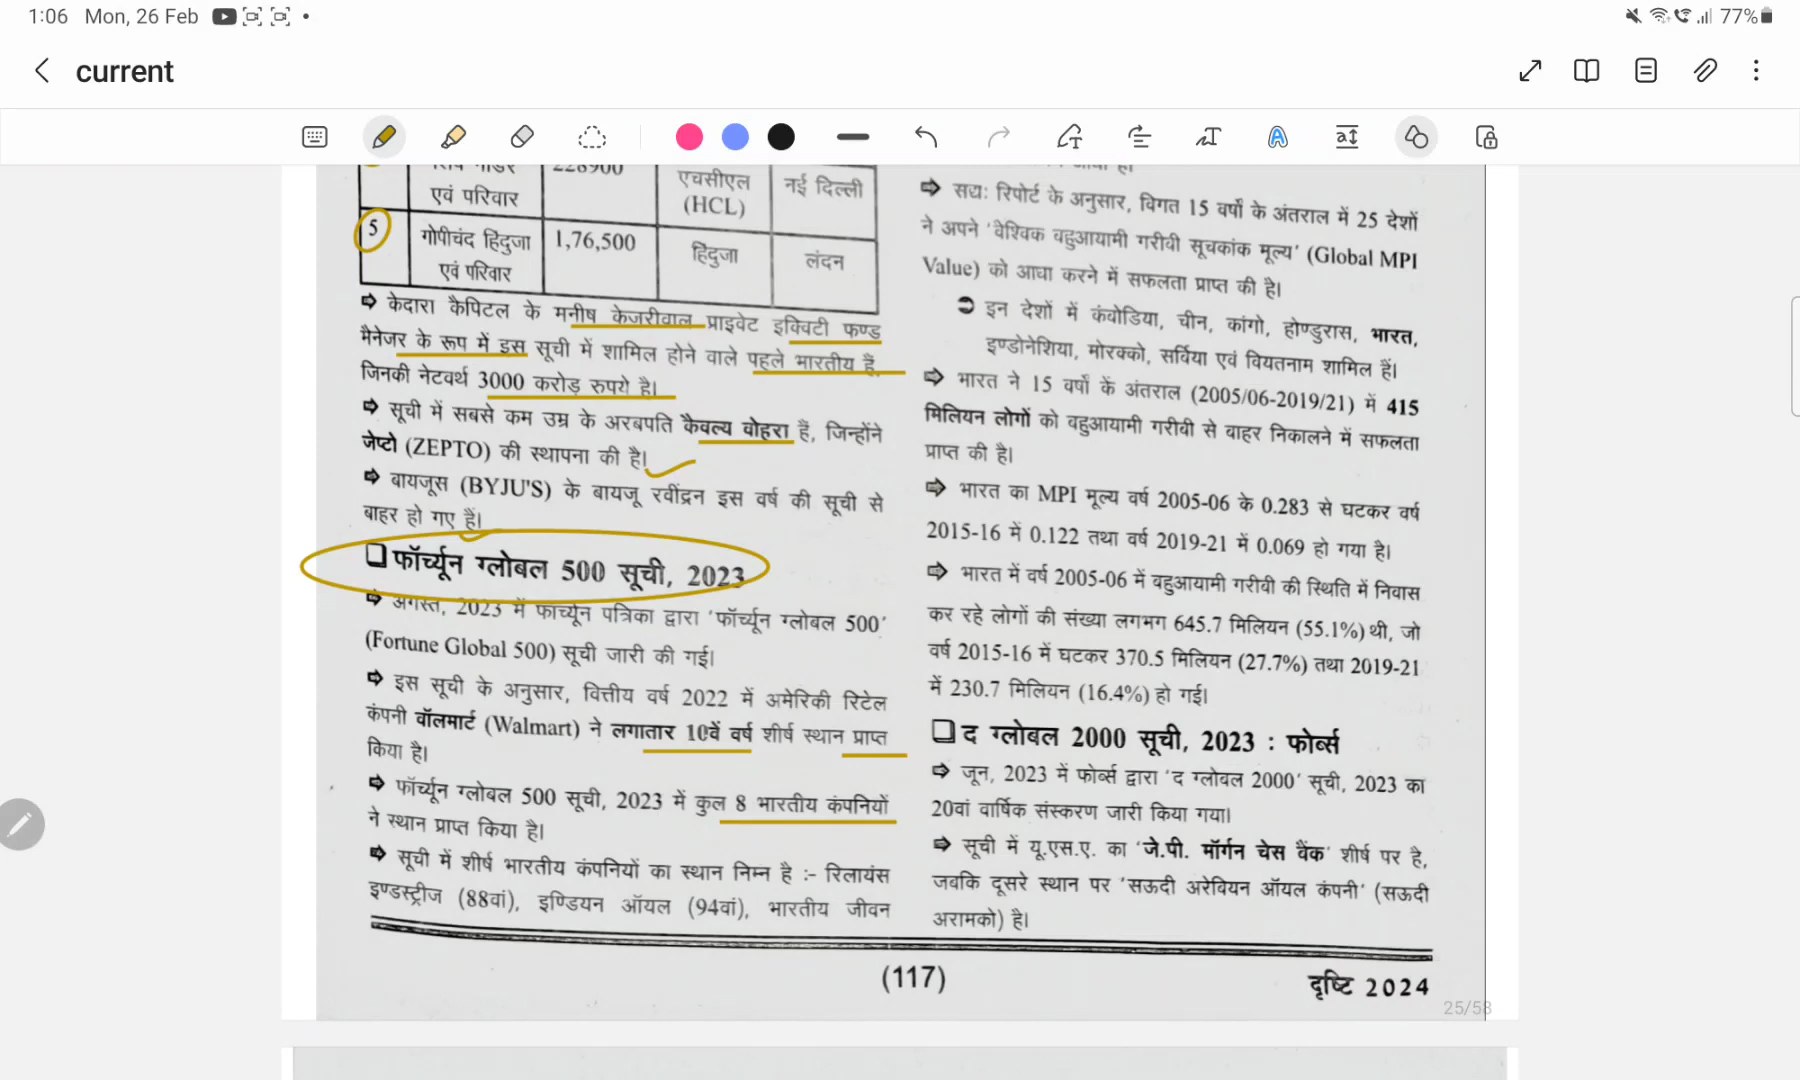 1:06 Mon, 26 Feb
77%
current
शिव नाडर
एवं परिवार
228900
एचसीएल
(HCL)
नई दिल्ली
5
गोपीचंद हिंदुजा
एवं परिवार
1,76,500
हिंदुजा
लंदन
⇨ केदारा कैपिटल के मनीष केजरीवाल प्राइवेट इक्विटी फण्ड
मैनेजर के रूप में इस सूची में शामिल होने वाले पहले भारतीय हैं,
जिनकी नेटवर्थ 3000 करोड़ रुपये है।
⇨ सूची में सबसे कम उम्र के अरबपति कैवल्य वोहरा हैं, जिन्होंने
जेप्टो (ZEPTO) की स्थापना की है।
⇨ बायजूस (BYJU'S) के बायजू रवींद्रन इस वर्ष की सूची से
बाहर हो गए हैं।
❑ फॉर्च्यून ग्लोबल 500 सूची, 2023
⇨ अगस्त, 2023 में फॉर्च्यून पत्रिका द्वारा 'फॉर्च्यून ग्लोबल 500'
(Fortune Global 500) सूची जारी की गई।
⇨ इस सूची के अनुसार, वित्तीय वर्ष 2022 में अमेरिकी रिटेल
कंपनी वॉलमार्ट (Walmart) ने लगातार 10वें वर्ष शीर्ष स्थान प्राप्त
किया है।
⇨ फॉर्च्यून ग्लोबल 500 सूची, 2023 में कुल 8 भारतीय कंपनियों
ने स्थान प्राप्त किया है।
⇨ सूची में शीर्ष भारतीय कंपनियों का स्थान निम्न है :- रिलायंस
इण्डस्ट्रीज (88वां), इण्डियन ऑयल (94वां), भारतीय जीवन
⇨ सद्यः रिपोर्ट के अनुसार, विगत 15 वर्षों के अंतराल में 25 देशों
ने अपने 'वैश्विक बहुआयामी गरीबी सूचकांक मूल्य' (Global MPI
Value) को आधा करने में सफलता प्राप्त की है।
➲ इन देशों में कंबोडिया, चीन, कांगो, होण्डुरास, भारत,
इण्डोनेशिया, मोरक्को, सर्बिया एवं वियतनाम शामिल हैं।
⇨ भारत ने 15 वर्षों के अंतराल (2005/06-2019/21) में 415
मिलियन लोगों को बहुआयामी गरीबी से बाहर निकालने में सफलता
प्राप्त की है।
⇨ भारत का MPI मूल्य वर्ष 2005-06 के 0.283 से घटकर वर्ष
2015-16 में 0.122 तथा वर्ष 2019-21 में 0.069 हो गया है।
⇨ भारत में वर्ष 2005-06 में बहुआयामी गरीबी की स्थिति में निवास
कर रहे लोगों की संख्या लगभग 645.7 मिलियन (55.1%) थी, जो
वर्ष 2015-16 में घटकर 370.5 मिलियन (27.7%) तथा 2019-21
में 230.7 मिलियन (16.4%) हो गई।
❑ द ग्लोबल 2000 सूची, 2023 : फोर्ब्स
⇨ जून, 2023 में फोर्ब्स द्वारा 'द ग्लोबल 2000' सूची, 2023 का
20वां वार्षिक संस्करण जारी किया गया।
⇨ सूची में यू.एस.ए. का 'जे.पी. मॉर्गन चेस बैंक' शीर्ष पर है,
जबकि दूसरे स्थान पर 'सऊदी अरेबियन ऑयल कंपनी' (सऊदी
अरामको) है।
(117)
दृष्टि 2024
25/58